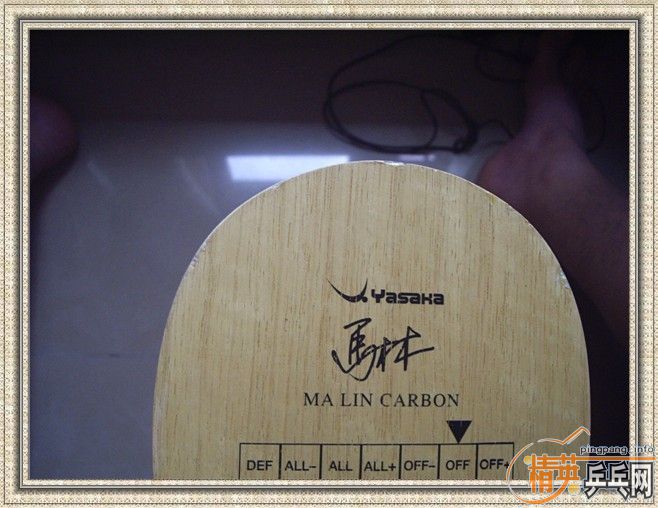 Yasaka
馬林
MA LIN CARBON
DEF ALL- ALL ALL+ OFF- OFF OFF+
pingpang.info
精英乒乓网